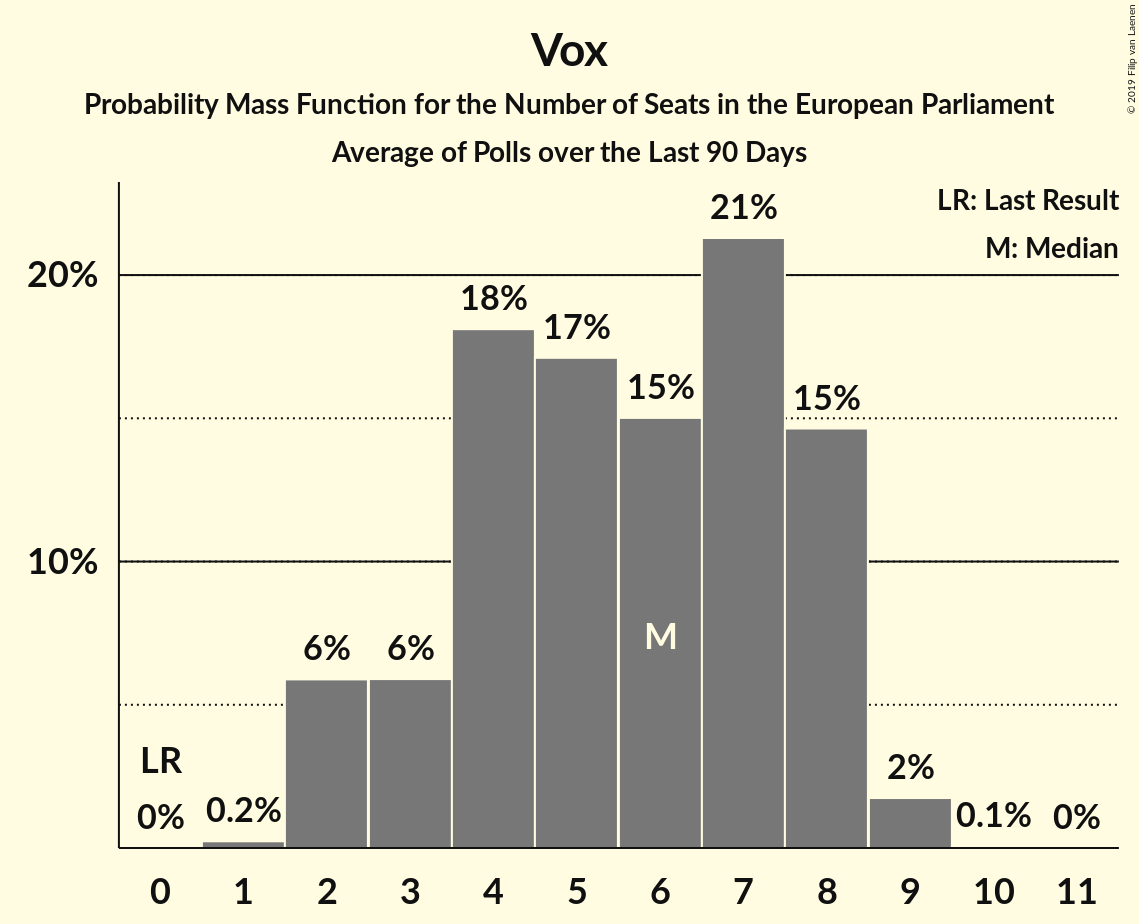 Vox
Probability Mass Function for the Number of Seats in the European Parliament
Average of Polls over the Last 90 Days
© 2019 Filip van Laenen
LR: Last Result
M: Median
20%
10%
LR
0%
0.2%
6%
6%
18%
17%
15%
21%
15%
2%
0.1%
0%
M
0 1 2 3 4 5 6 7 8 9 10 11